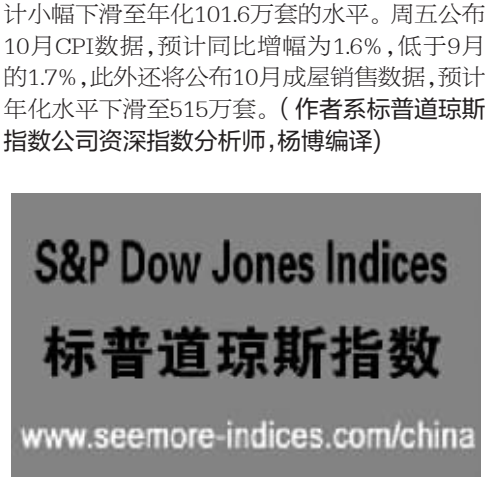 计小幅下滑至年化101.6万套的水平。周五公布
10月CPI数据,预计同比增幅为1.6%,低于9月
的1.7%,此外还将公布10月成屋销售数据,预计
年化水平下滑至515万套。(作者系标普道琼斯
指数公司资深指数分析师,杨博编译)
S&P Dow Jones Indices
标普道琼斯指数
www.seemore-indices.com/china